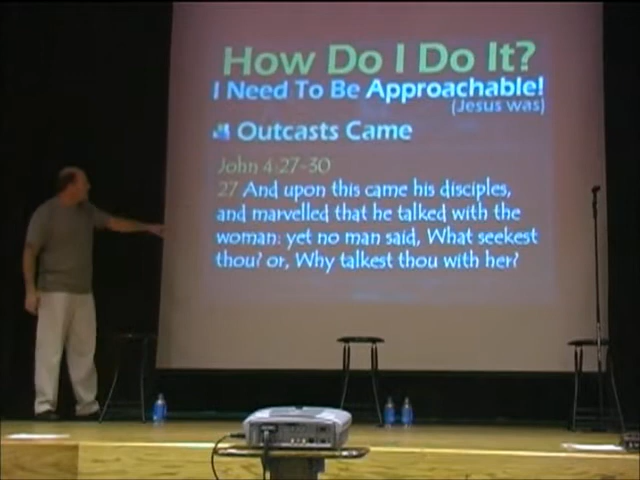 How Do I Do It?
I Need To Be Approachable!
(Jesus was)
Outcasts Came
John 4:27-30
27 And upon this came his disciples,
and marvelled that he talked with the
woman: yet no man said, What seekest
thou? or, Why talkest thou with her?